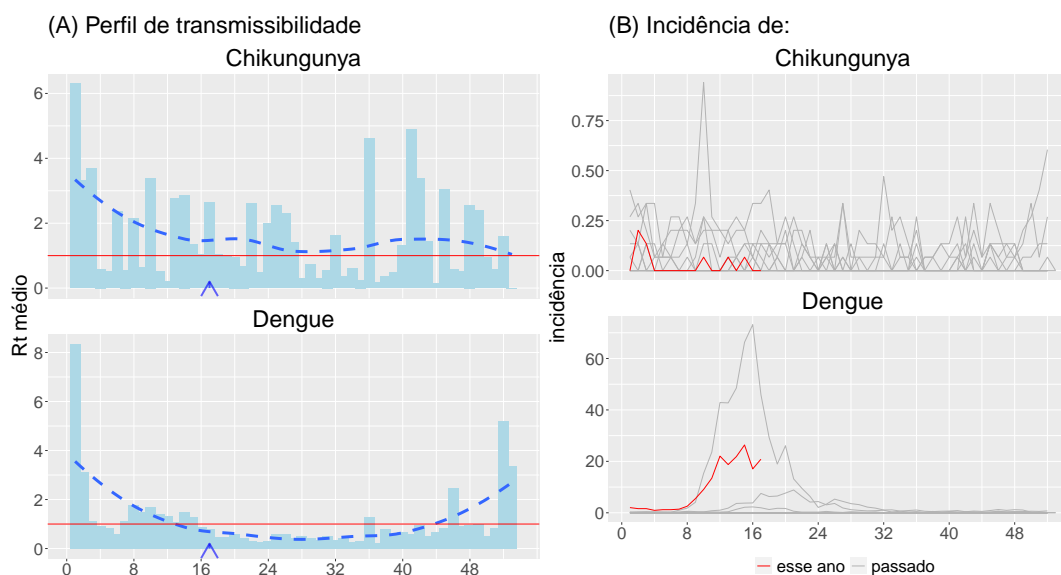 (A) Perfil de transmissibilidade
Chikungunya
6
4
2
0
Dengue
8
6
4
2
0
0 8 16 24 32 40 48
Rt médio
(B) Incidência de:
Chikungunya
0.75
0.50
0.25
0.00
Dengue
60
40
20
0
0 8 16 24 32 40 48
incidência
esse ano passado